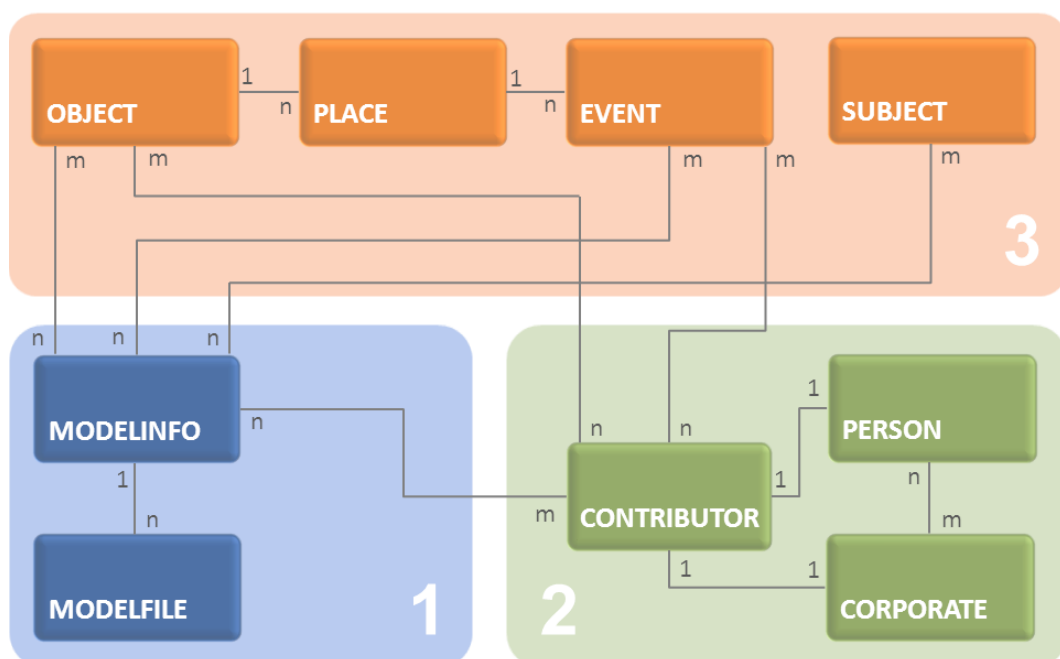 1 1
OBJECT n PLACE n EVENT SUBJECT
m m m m m
3
n n n
MODELINFO n
1
n
MODELFILE
1
n n
m CONTRIBUTOR
1 1
PERSON
n
m
1 1
CORPORATE
2